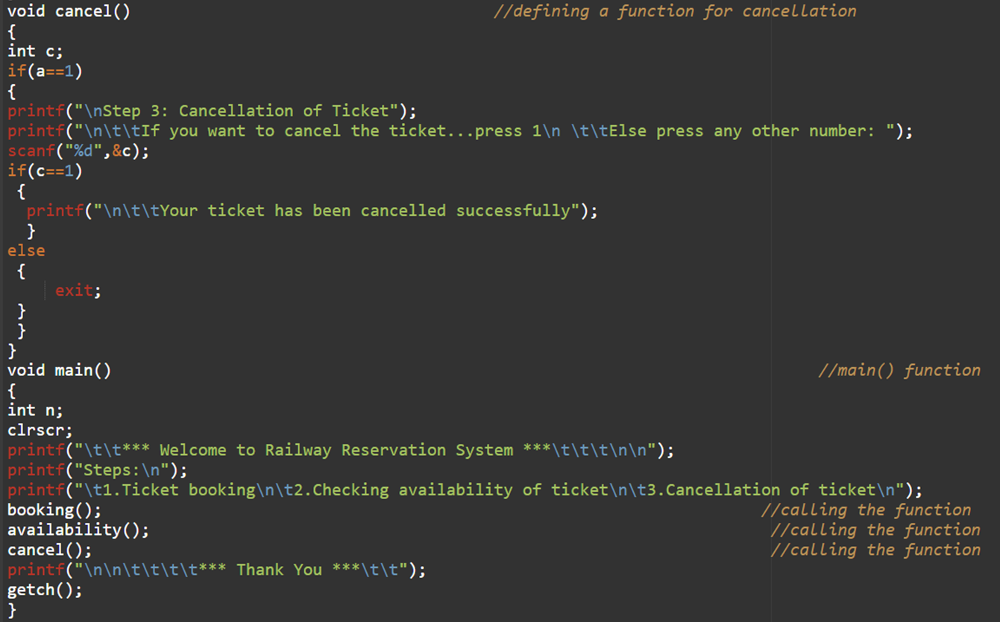 void cancel() //defining a function for cancellation
{
int c;
if(a==1)
{
printf("\nStep 3: Cancellation of Ticket");
printf("\n\t\tIf you want to cancel the ticket...press 1\n \t\tElse press any other number: ");
scanf("%d",&c);
if(c==1)
{
printf("\n\t\tYour ticket has been cancelled successfully");
}
else
{
exit;
}
}
}
void main() //main() function
{
int n;
clrscr;
printf("\t\t*** Welcome to Railway Reservation System ***\t\t\t\n\n");
printf("Steps:\n");
printf("\t1.Ticket booking\n\t2.Checking availability of ticket\n\t3.Cancellation of ticket\n");
booking(); //calling the function
availability(); //calling the function
cancel(); //calling the function
printf("\n\n\t\t\t\t*** Thank You ***\t\t");
getch();
}